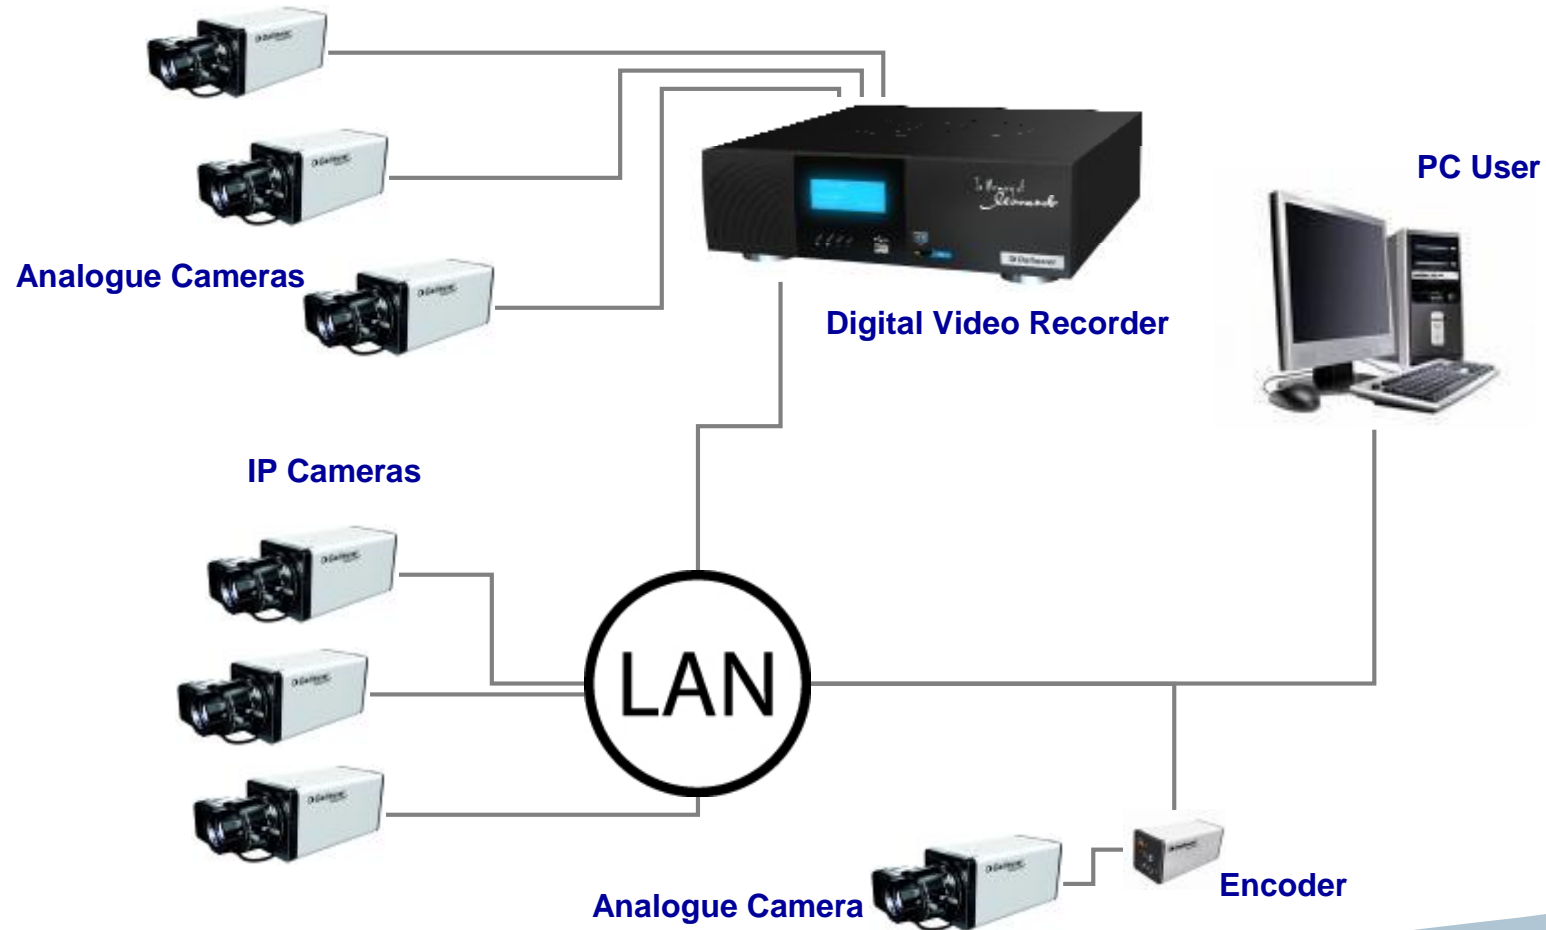 PC User
Analogue Cameras
Digital Video Recorder
IP Cameras
LAN
Encoder
Analogue Camera